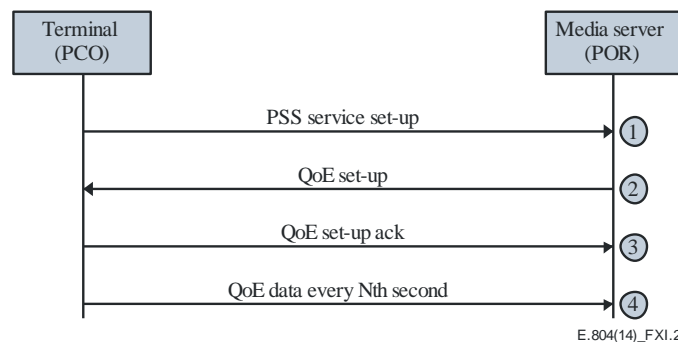 Terminal
(PCO)
Media server
(POR)
PSS service set-up
1
QoE set-up
2
QoE set-up ack
3
QoE data every Nth second
4
E.804(14)_FXI.2